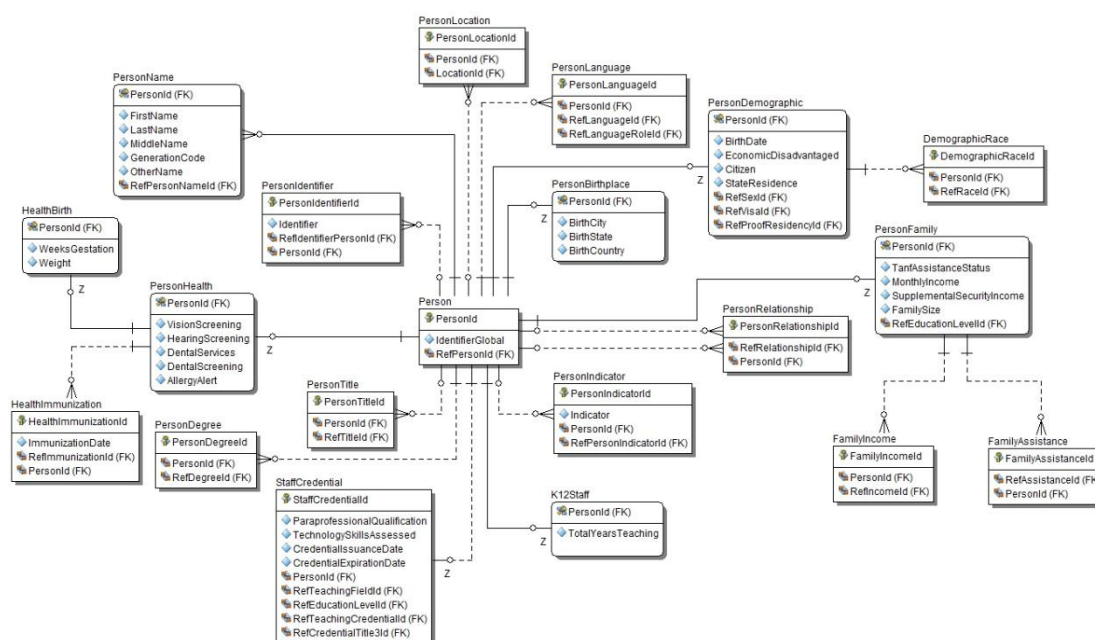 PersonLocation
PersonLocationId
PersonId (FK)
LocationId (FK)
PersonName
PersonId (FK)
FirstName
LastName
MiddleName
GenerationCode
OtherName
RefPersonNameId (FK)
PersonLanguage
PersonLanguageId
PersonId (FK)
RefLanguageId (FK)
RefLanguageRoleId (FK)
PersonDemographic
PersonId (FK)
BirthDate
EconomicDisadvantaged
Citizen
StateResidence
RefSexId (FK)
RefVisaId (FK)
RefProofResidencyId (FK)
Z
DemographicRace
DemographicRaceId
PersonId (FK)
RefRaceId (FK)
PersonIdentifier
PersonIdentifierId
Identifier
RefIdentifierPersonId (FK)
PersonId (FK)
PersonBirthplace
PersonId (FK)
BirthCity
BirthState
BirthCountry
Z
HealthBirth
PersonId (FK)
WeeksGestation
Weight
Z
PersonFamily
PersonId (FK)
TanfAssistanceStatus
MonthlyIncome
SupplementalSecurityIncome
FamilySize
RefEducationLevelId (FK)
Z
PersonHealth
PersonId (FK)
VisionScreening
HearingScreening
DentalServices
DentalScreening
AllergyAlert
Z
Person
PersonId
IdentifierGlobal
RefPersonId (FK)
PersonRelationship
PersonRelationshipId
RefRelationshipId (FK)
PersonId (FK)
PersonTitle
PersonTitleId
PersonId (FK)
RefTitleId (FK)
PersonIndicator
PersonIndicatorId
Indicator
PersonId (FK)
RefPersonIndicatorId (FK)
HealthImmunization
HealthImmunizationId
ImmunizationDate
RefImmunizationId (FK)
PersonId (FK)
PersonDegree
PersonDegreeId
PersonId (FK)
RefDegreeId (FK)
FamilyIncome
FamilyIncomeId
PersonId (FK)
RefIncomeId (FK)
FamilyAssistance
FamilyAssistanceId
RefAssistanceId (FK)
PersonId (FK)
StaffCredential
StaffCredentialId
ParaprofessionalQualification
TechnologySkillsAssessed
CredentialIssuanceDate
CredentialExpirationDate
PersonId (FK)
RefTeachingFieldId (FK)
RefEducationLevelId (FK)
RefTeachingCredentialId (FK)
RefCredentialTitle3Id (FK)
Z
K12Staff
PersonId (FK)
TotalYearsTeaching
Z